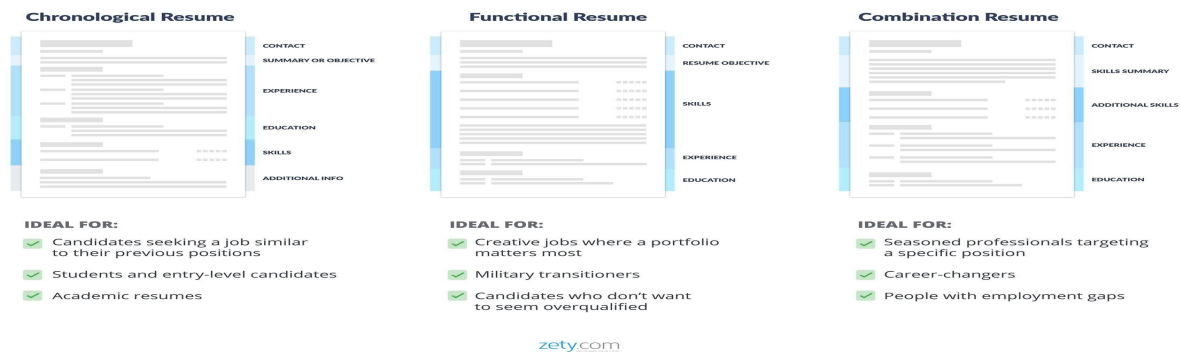 Chronological Resume
CONTACT
SUMMARY OR OBJECTIVE
EXPERIENCE
EDUCATION
SKILLS
ADDITIONAL INFO
IDEAL FOR:
Candidates seeking a job similar
to their previous positions
Students and entry-level candidates
Academic resumes
Functional Resume
CONTACT
RESUME OBJECTIVE
SKILLS
EXPERIENCE
EDUCATION
IDEAL FOR:
Creative jobs where a portfolio
matters most
Military transitioners
Candidates who don't want
to seem overqualified
Combination Resume
CONTACT
SKILLS SUMMARY
ADDITIONAL SKILLS
EXPERIENCE
EDUCATION
IDEAL FOR:
Seasoned professionals targeting
a specific position
Career-changers
People with employment gaps
zety.com